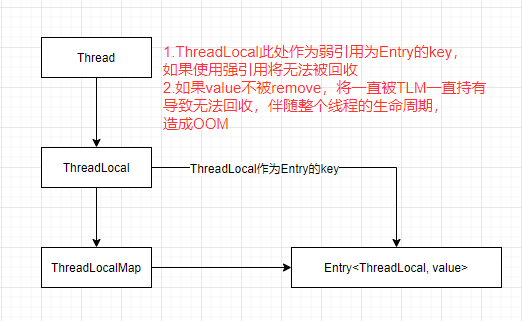 Thread
1.ThreadLocal此处作为弱引用为Entry的key，
如果使用强引用将无法被回收
2.如果value不被remove，将一直被TLM一直持有
导致无法回收，伴随整个线程的生命周期，
造成OOM
ThreadLocal
ThreadLocal作为Entry的key
ThreadLocalMap
Entry<ThreadLocal, value>